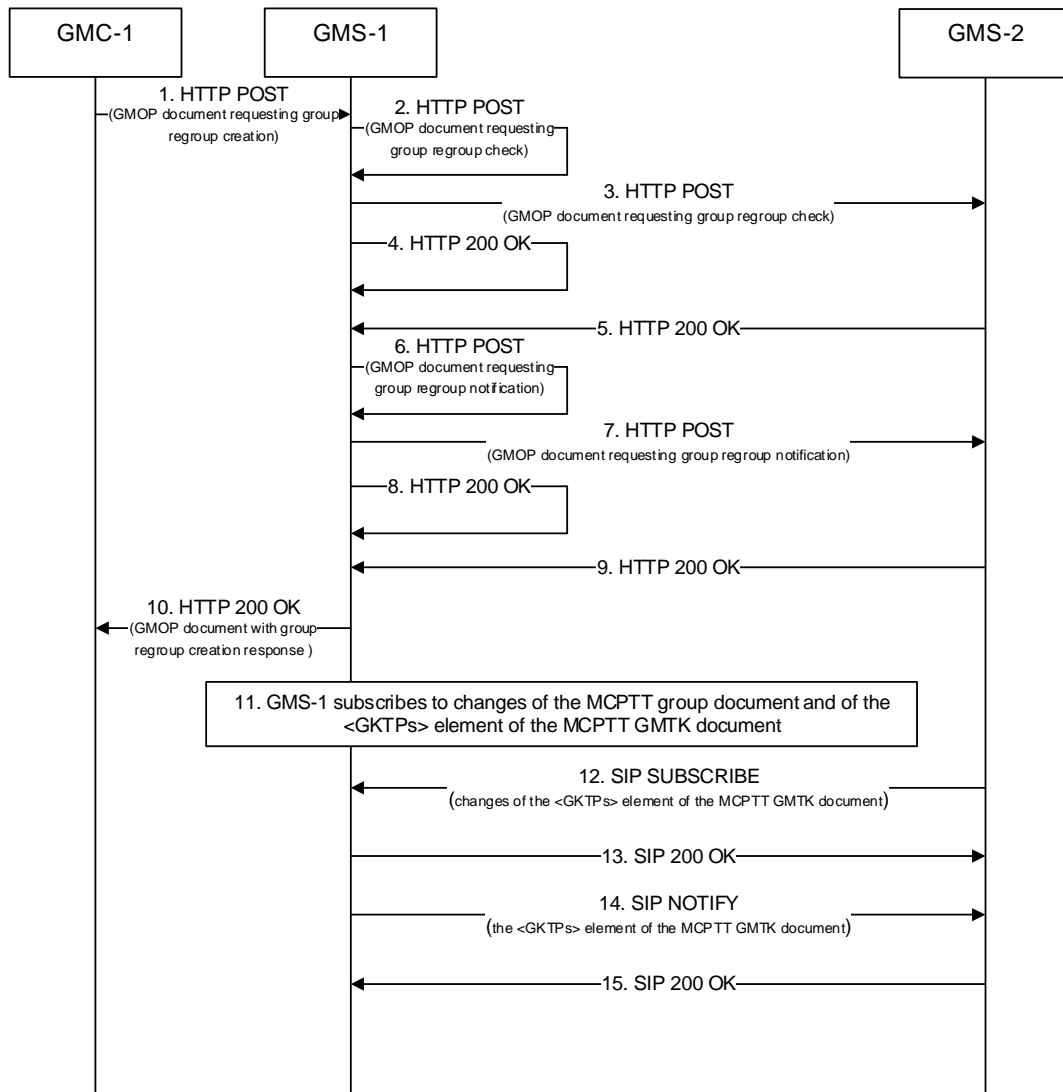 GMC-1
GMS-1
GMS-2
1. HTTP POST
(GMOP document requesting group
regroup creation)
2. HTTP POST
(GMOP document requesting
group regroup check)
3. HTTP POST
(GMOP document requesting group regroup check)
4. HTTP 200 OK
5. HTTP 200 OK
6. HTTP POST
(GMOP document requesting
group regroup notification)
7. HTTP POST
(GMOP document requesting group regroup notification)
8. HTTP 200 OK
9. HTTP 200 OK
10. HTTP 200 OK
(GMOP document with group
regroup creation response )
11. GMS-1 subscribes to changes of the MCPTT group document and of the
<GKTPs> element of the MCPTT GMTK document
12. SIP SUBSCRIBE
(changes of the <GKTPs> element of the MCPTT GMTK document)
13. SIP 200 OK
14. SIP NOTIFY
(the <GKTPs> element of the MCPTT GMTK document)
15. SIP 200 OK